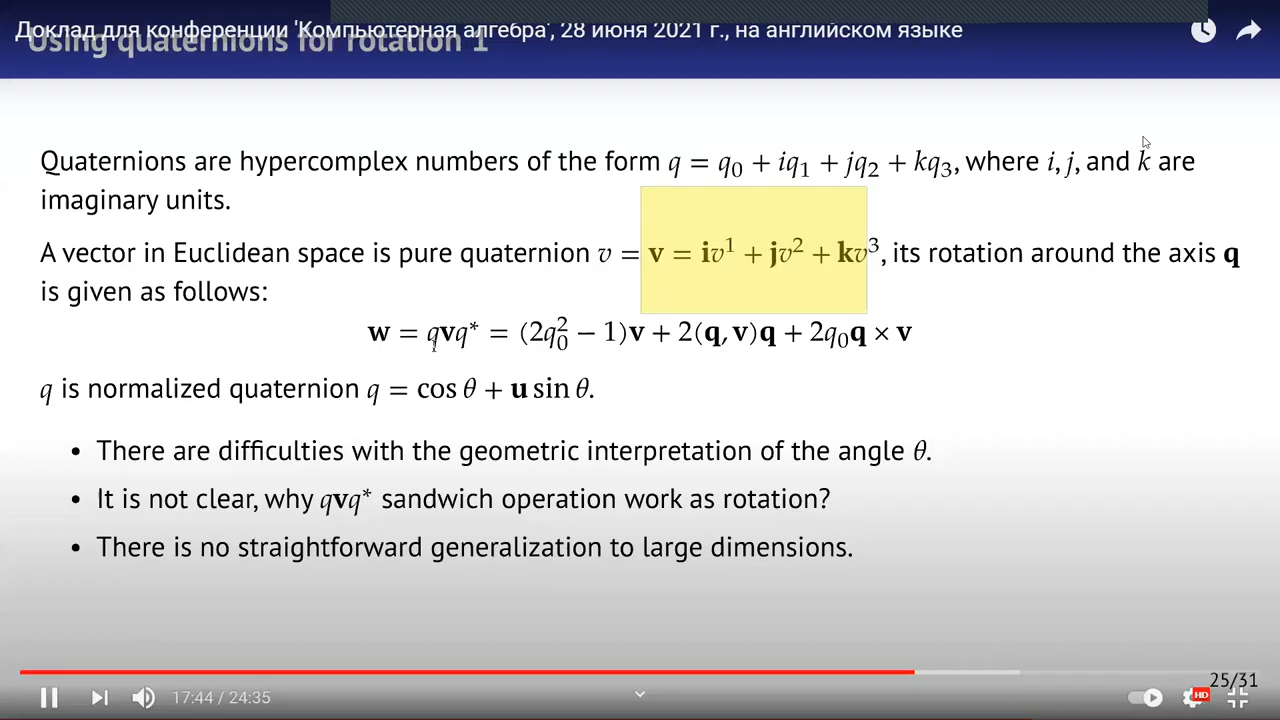 Доклад для конференции 'Компьютерная алгебра', 28 июня 2021 г., на английском языке
Using quaternions for rotation 1
Quaternions are hypercomplex numbers of the form q = q₀ + iq₁ + jq₂ + kq₃, where i, j, and k are
imaginary units.
A vector in Euclidean space is pure quaternion v = v = iv¹ + jv² + kv³, its rotation around the axis q
is given as follows:
w = qvq* = (2q₀² − 1)v + 2(q, v)q + 2q₀q × v
q is normalized quaternion q = cos θ + u sin θ.
• There are difficulties with the geometric interpretation of the angle θ.
• It is not clear, why qvq* sandwich operation work as rotation?
• There is no straightforward generalization to large dimensions.
25/31
17:44 / 24:35
HD